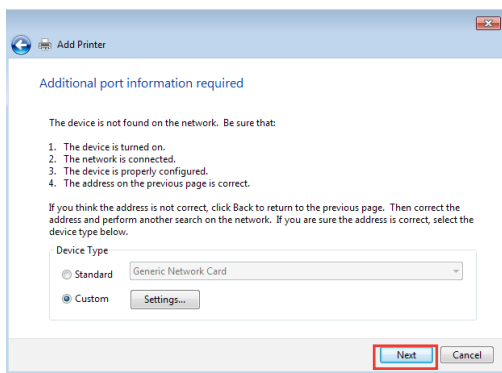 Add Printer
Additional port information required
The device is not found on the network. Be sure that:
1. The device is turned on.
2. The network is connected.
3. The device is properly configured.
4. The address on the previous page is correct.
If you think the address is not correct, click Back to return to the previous page. Then correct the
address and perform another search on the network. If you are sure the address is correct, select the
device type below.
Device Type
Standard Generic Network Card
Custom Settings...
Next Cancel